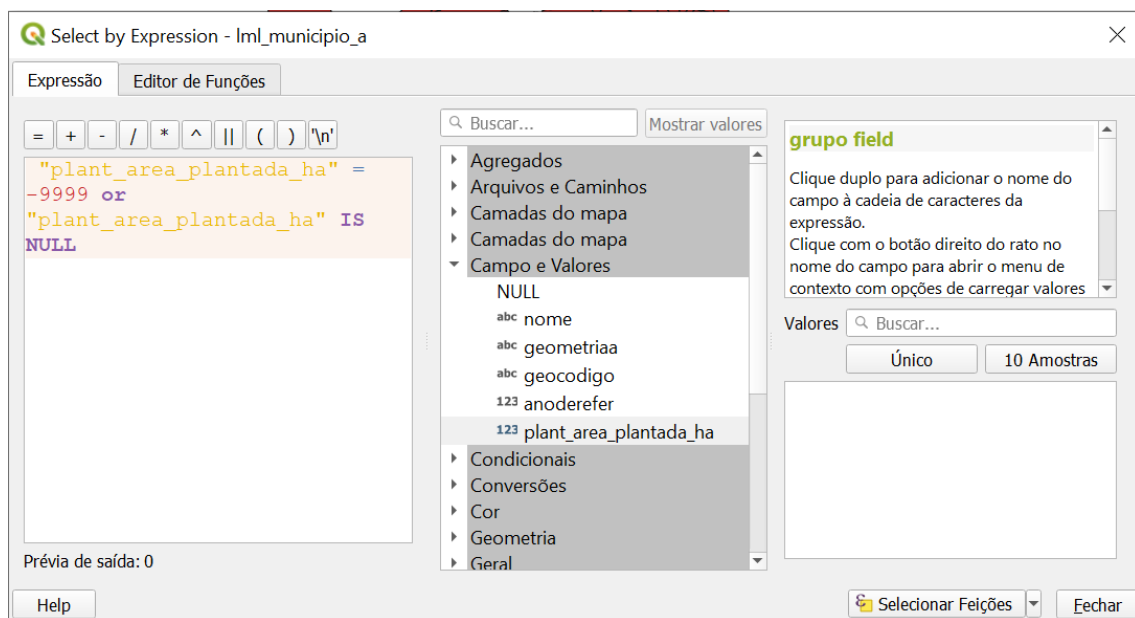 Select by Expression - lml_municipio_a
Expressão
Editor de Funções
= + - / * ^ || ( ) '\n'
"plant_area_plantada_ha" =
-9999 or
"plant_area_plantada_ha" IS
NULL
Prévia de saída: 0
Buscar...
Mostrar valores
Agregados
Arquivos e Caminhos
Camadas do mapa
Camadas do mapa
Campo e Valores
NULL
abc nome
abc geometriaa
abc geocodigo
123 anoderefer
123 plant_area_plantada_ha
Condicionais
Conversões
Cor
Geometria
Geral
grupo field
Clique duplo para adicionar o nome do
campo à cadeia de caracteres da
expressão.
Clique com o botão direito do rato no
nome do campo para abrir o menu de
contexto com opções de carregar valores
Valores
Buscar...
Único
10 Amostras
Help
Selecionar Feições
Fechar